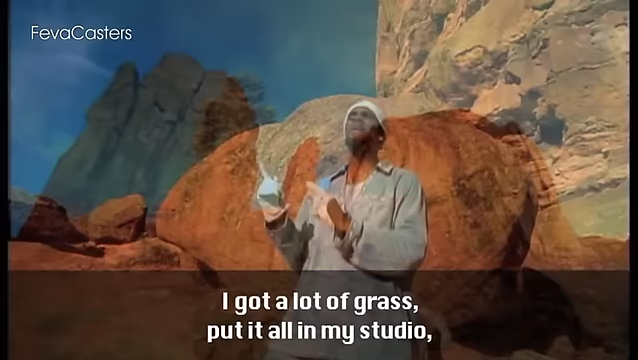 FevaCasters
I got a lot of grass,
put it all in my studio,